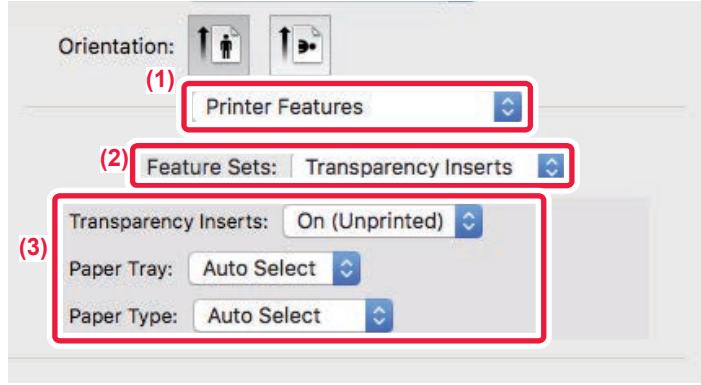 Orientation:
(1)
Printer Features
(2)
Feature Sets: Transparency Inserts
(3)
Transparency Inserts: On (Unprinted)
Paper Tray: Auto Select
Paper Type: Auto Select